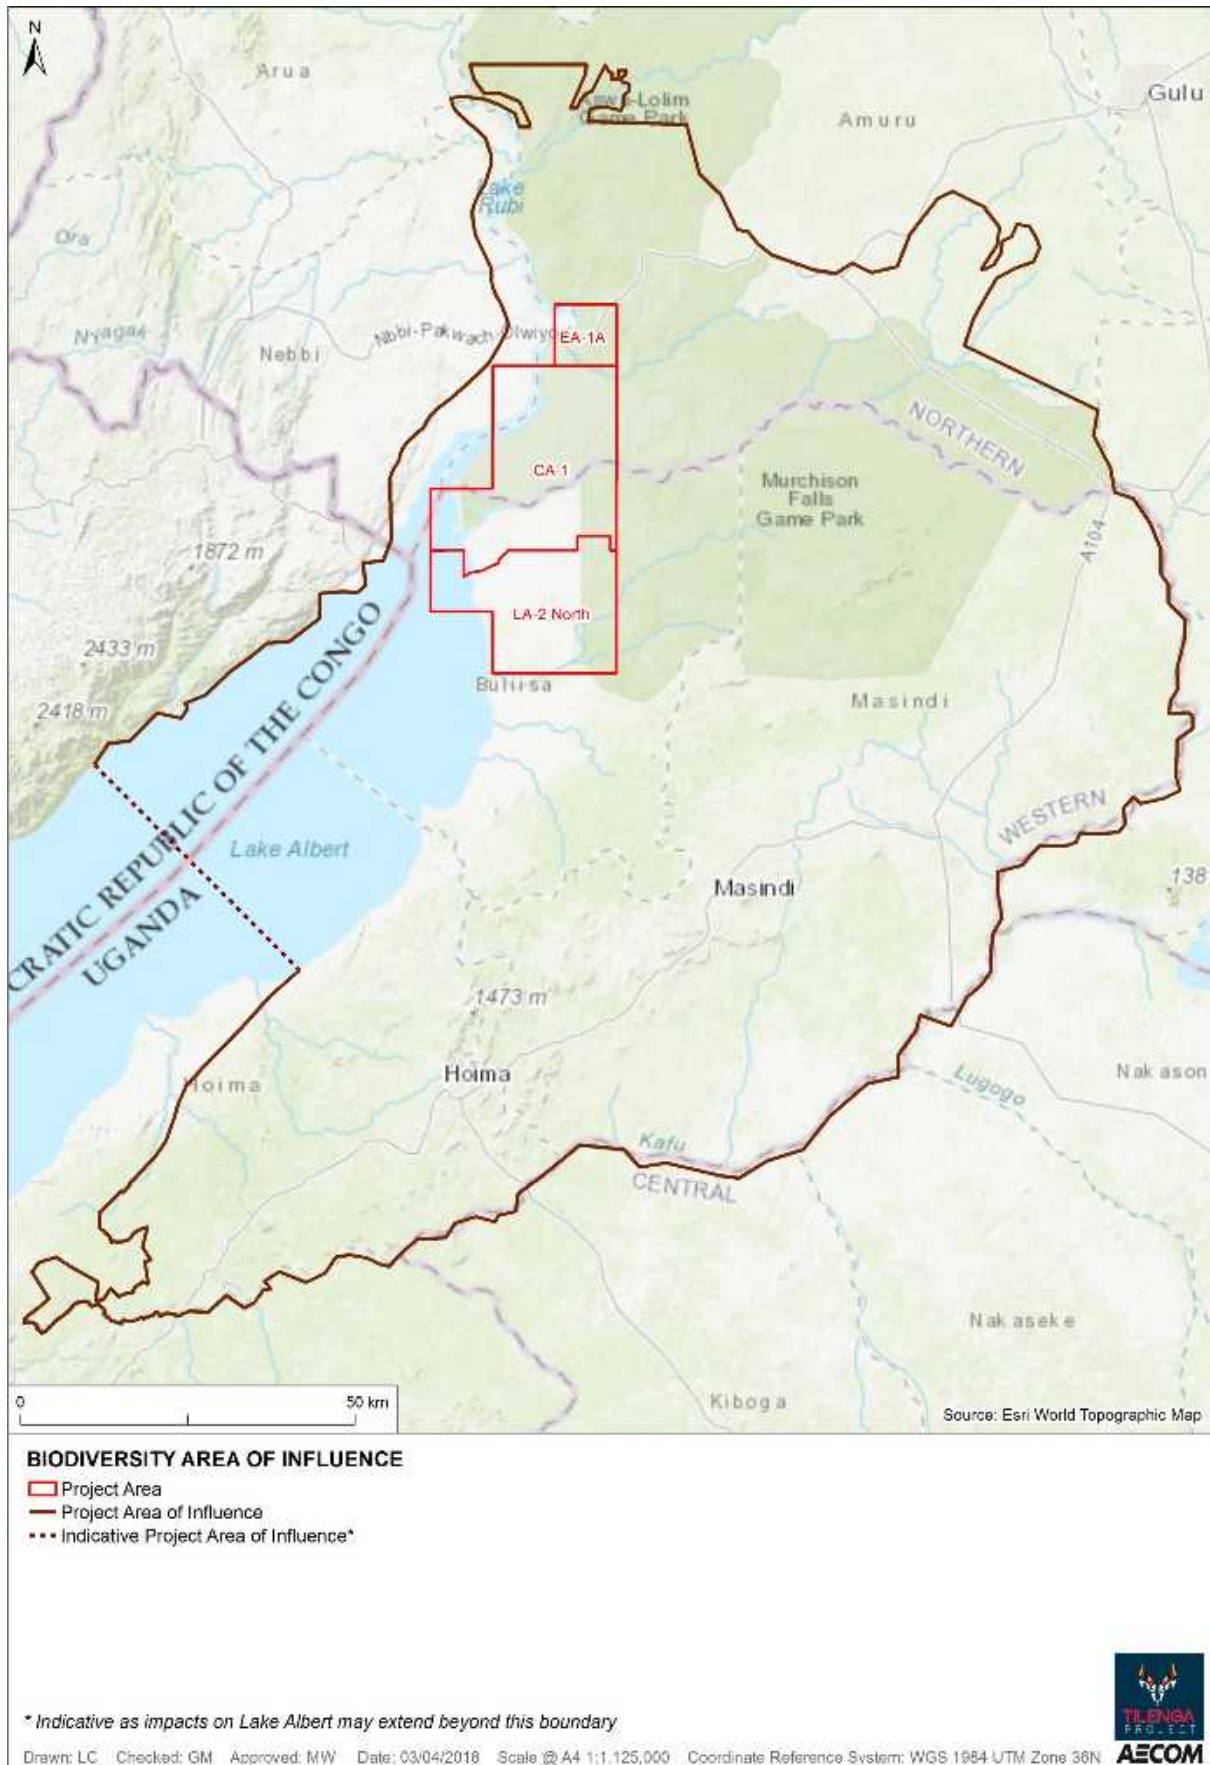 N
Arua
Gulu
Game Park
Amuru
Lake
Rubi
Ora
Nyagak
Nebbi
EA-1A
CA-1
NORTHERN
Murchison
Falls
Game Park
A104
1872 m
LA-2 North
2433 m
Buliisa
2418 m
Masindi
CRATIC REPUBLIC OF THE CONGO
UGANDA
Lake Albert
WESTERN
Masindi
138
1473 m
Hoima
Hoima
Nakason
Lugogo
Kafu
CENTRAL
Nakaseke
Kiboga
0 50 km
Source: Esri World Topographic Map
BIODIVERSITY AREA OF INFLUENCE
Project Area
Project Area of Influence
Indicative Project Area of Influence*
* Indicative as impacts on Lake Albert may extend beyond this boundary
TILENGA
PROJECT
AECOM
Drawn: LC Checked: GM Approved: MW Date: 03/04/2018 Scale @ A4 1:1,125,000 Coordinate Reference System: WGS 1984 UTM Zone 36N